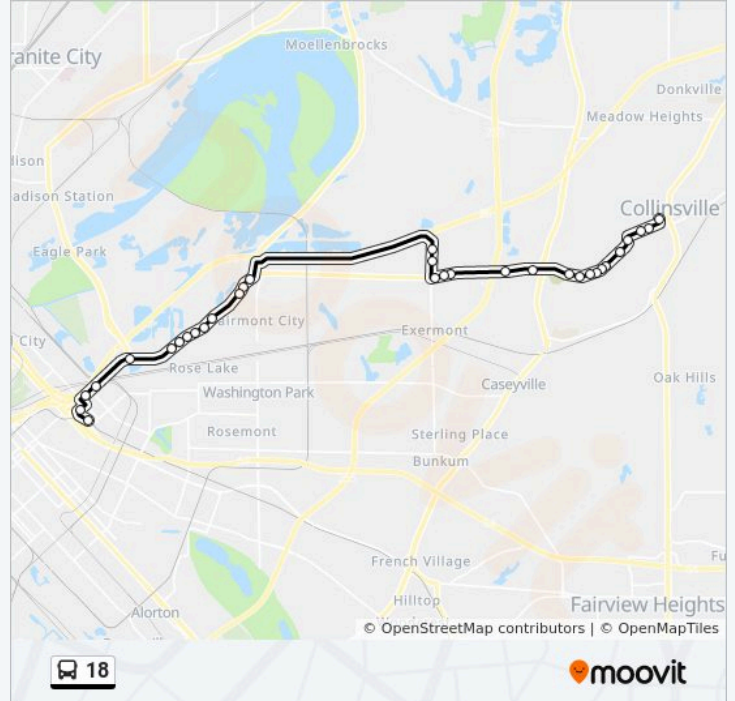 Moellenbrocks
ranite City
Donkville
Meadow Heights
dison
adison Station
Collinsville
Eagle Park
airmont City
l City
Exermont
Rose Lake
Oak Hills
Washington Park
Caseyville
Rosemont
Sterling Place
Bunkum
French Village
Fu
Hilltop
Fairview Heights
Alorton
© OpenStreetMap contributors | © OpenMapTiles
18
moovit